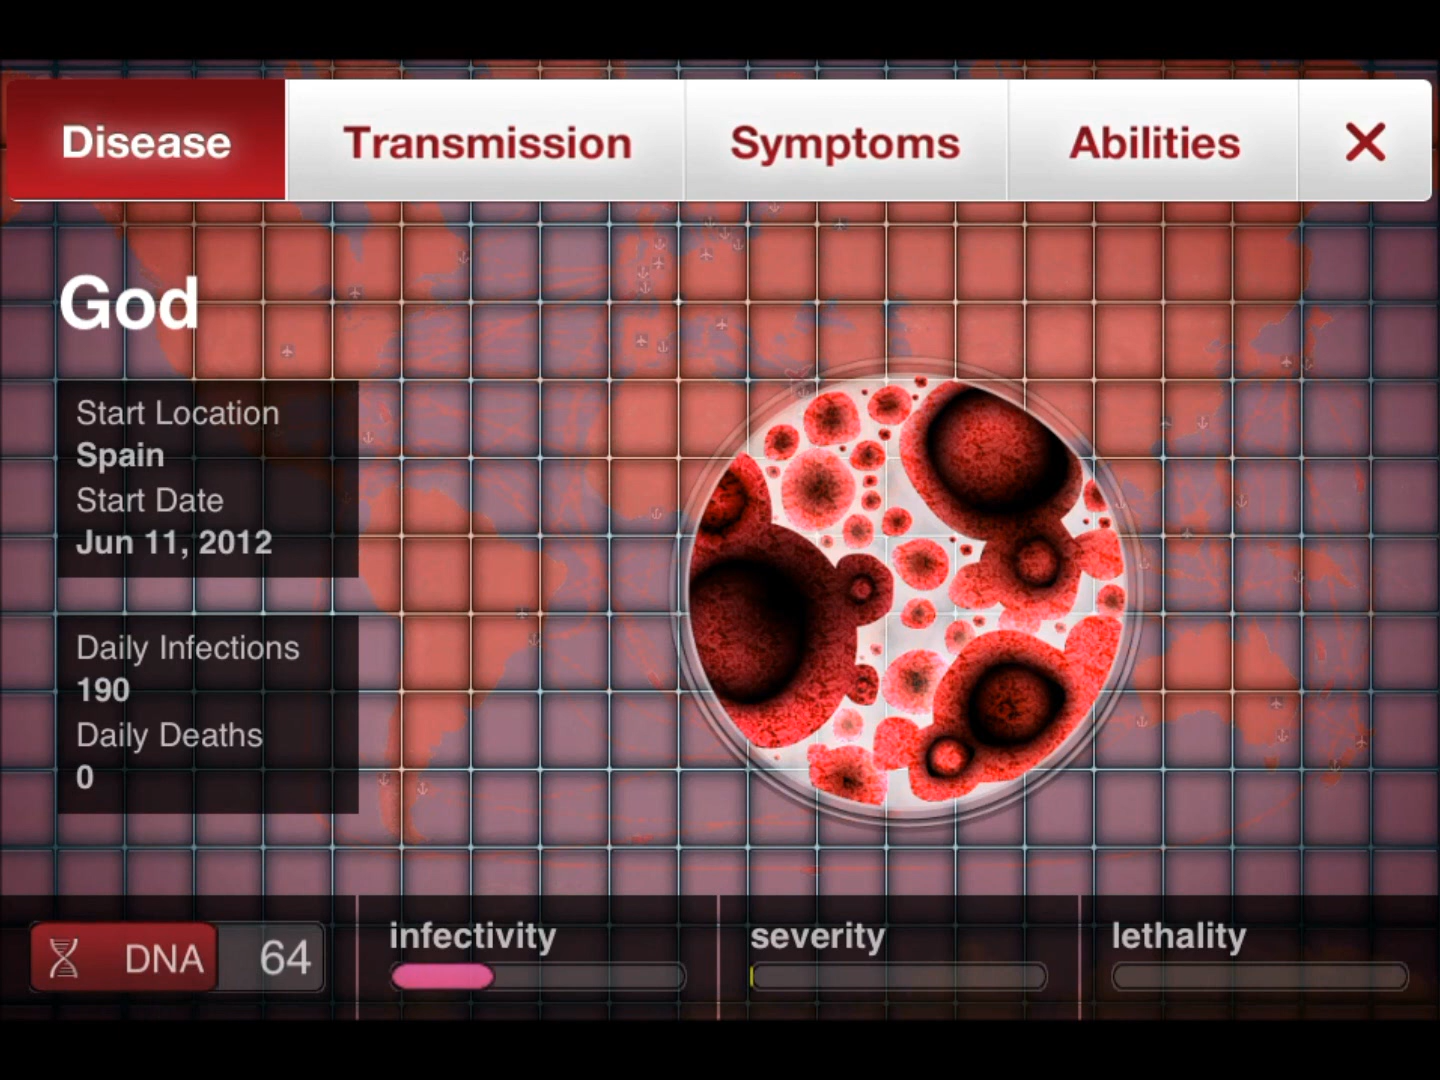 Disease
Transmission
Symptoms
Abilities
God
Start Location
Spain
Start Date
Jun 11, 2012
Daily Infections
190
Daily Deaths
0
DNA
64
infectivity
severity
lethality